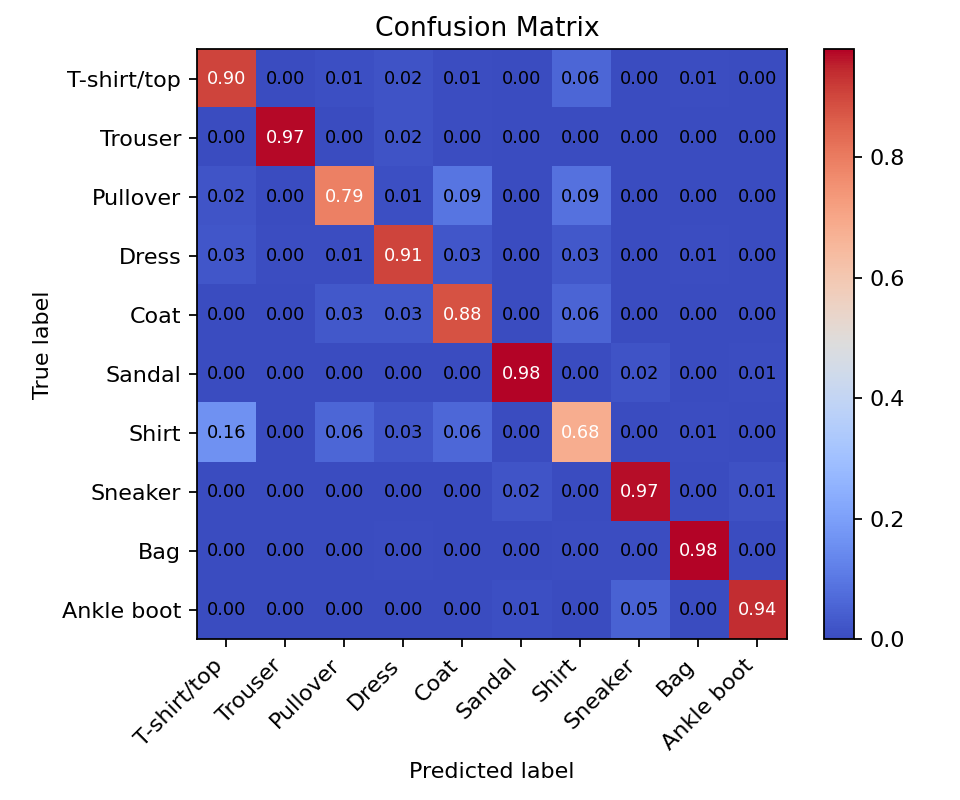 Confusion Matrix
T-shirt/top 0.90 0.00 0.01 0.02 0.01 0.00 0.06 0.00 0.01 0.00
Trouser 0.00 0.97 0.00 0.02 0.00 0.00 0.00 0.00 0.00 0.00
Pullover 0.02 0.00 0.79 0.01 0.09 0.00 0.09 0.00 0.00 0.00
Dress 0.03 0.00 0.01 0.91 0.03 0.00 0.03 0.00 0.01 0.00
Coat 0.00 0.00 0.03 0.03 0.88 0.00 0.06 0.00 0.00 0.00
Sandal 0.00 0.00 0.00 0.00 0.00 0.98 0.00 0.02 0.00 0.01
Shirt 0.16 0.00 0.06 0.03 0.06 0.00 0.68 0.00 0.01 0.00
Sneaker 0.00 0.00 0.00 0.00 0.00 0.02 0.00 0.97 0.00 0.01
Bag 0.00 0.00 0.00 0.00 0.00 0.00 0.00 0.00 0.98 0.00
Ankle boot 0.00 0.00 0.00 0.00 0.00 0.01 0.00 0.05 0.00 0.94
True label
T-shirt/top Trouser Pullover Dress Coat Sandal Shirt Sneaker Bag Ankle boot
Predicted label
0.8
0.6
0.4
0.2
0.0